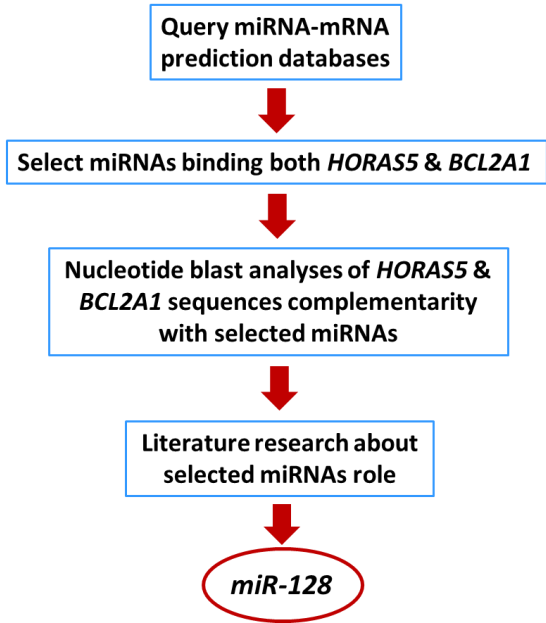 Query miRNA-mRNA
prediction databases
Select miRNAs binding both HORAS5 & BCL2A1
Nucleotide blast analyses of HORAS5 &
BCL2A1 sequences complementarity
with selected miRNAs
Literature research about
selected miRNAs role
miR-128